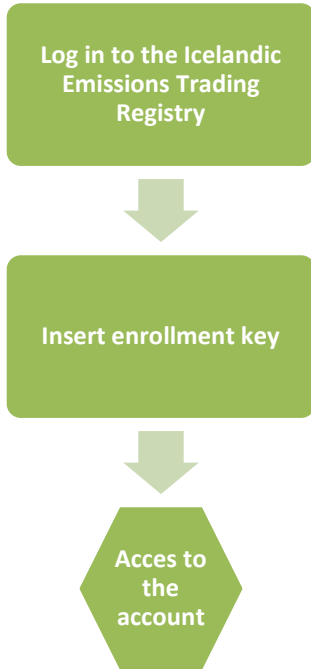 Log in to the Icelandic
Emissions Trading
Registry
Insert enrollment key
Acces to
the
account